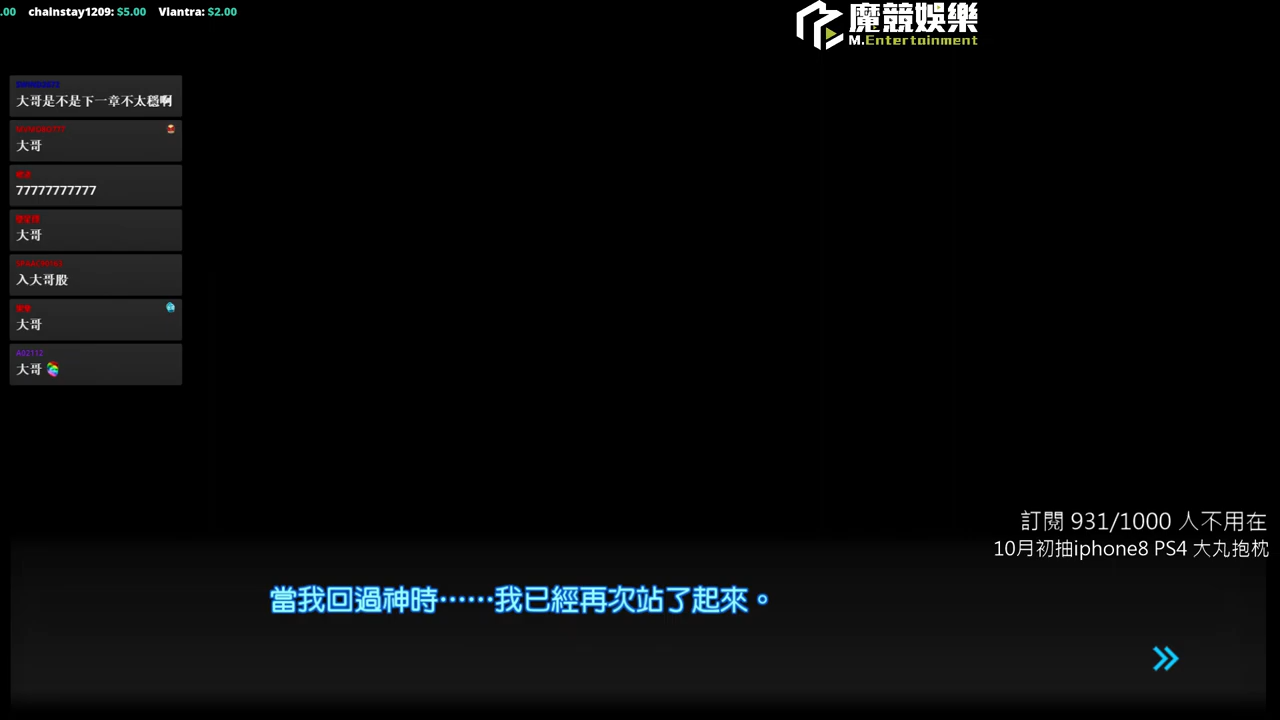 .00 chainstay1209: $5.00 Vlantra: $2.00
魔競娛樂
M.Entertainment
大哥是不是下一章不太穩啊
大哥
77777777777
大哥
入大哥股
大哥
A02112
大哥
訂閱 931/1000 人不用在
10月初抽iphone8 PS4 大丸抱枕
當我回過神時……我已經再次站了起來。